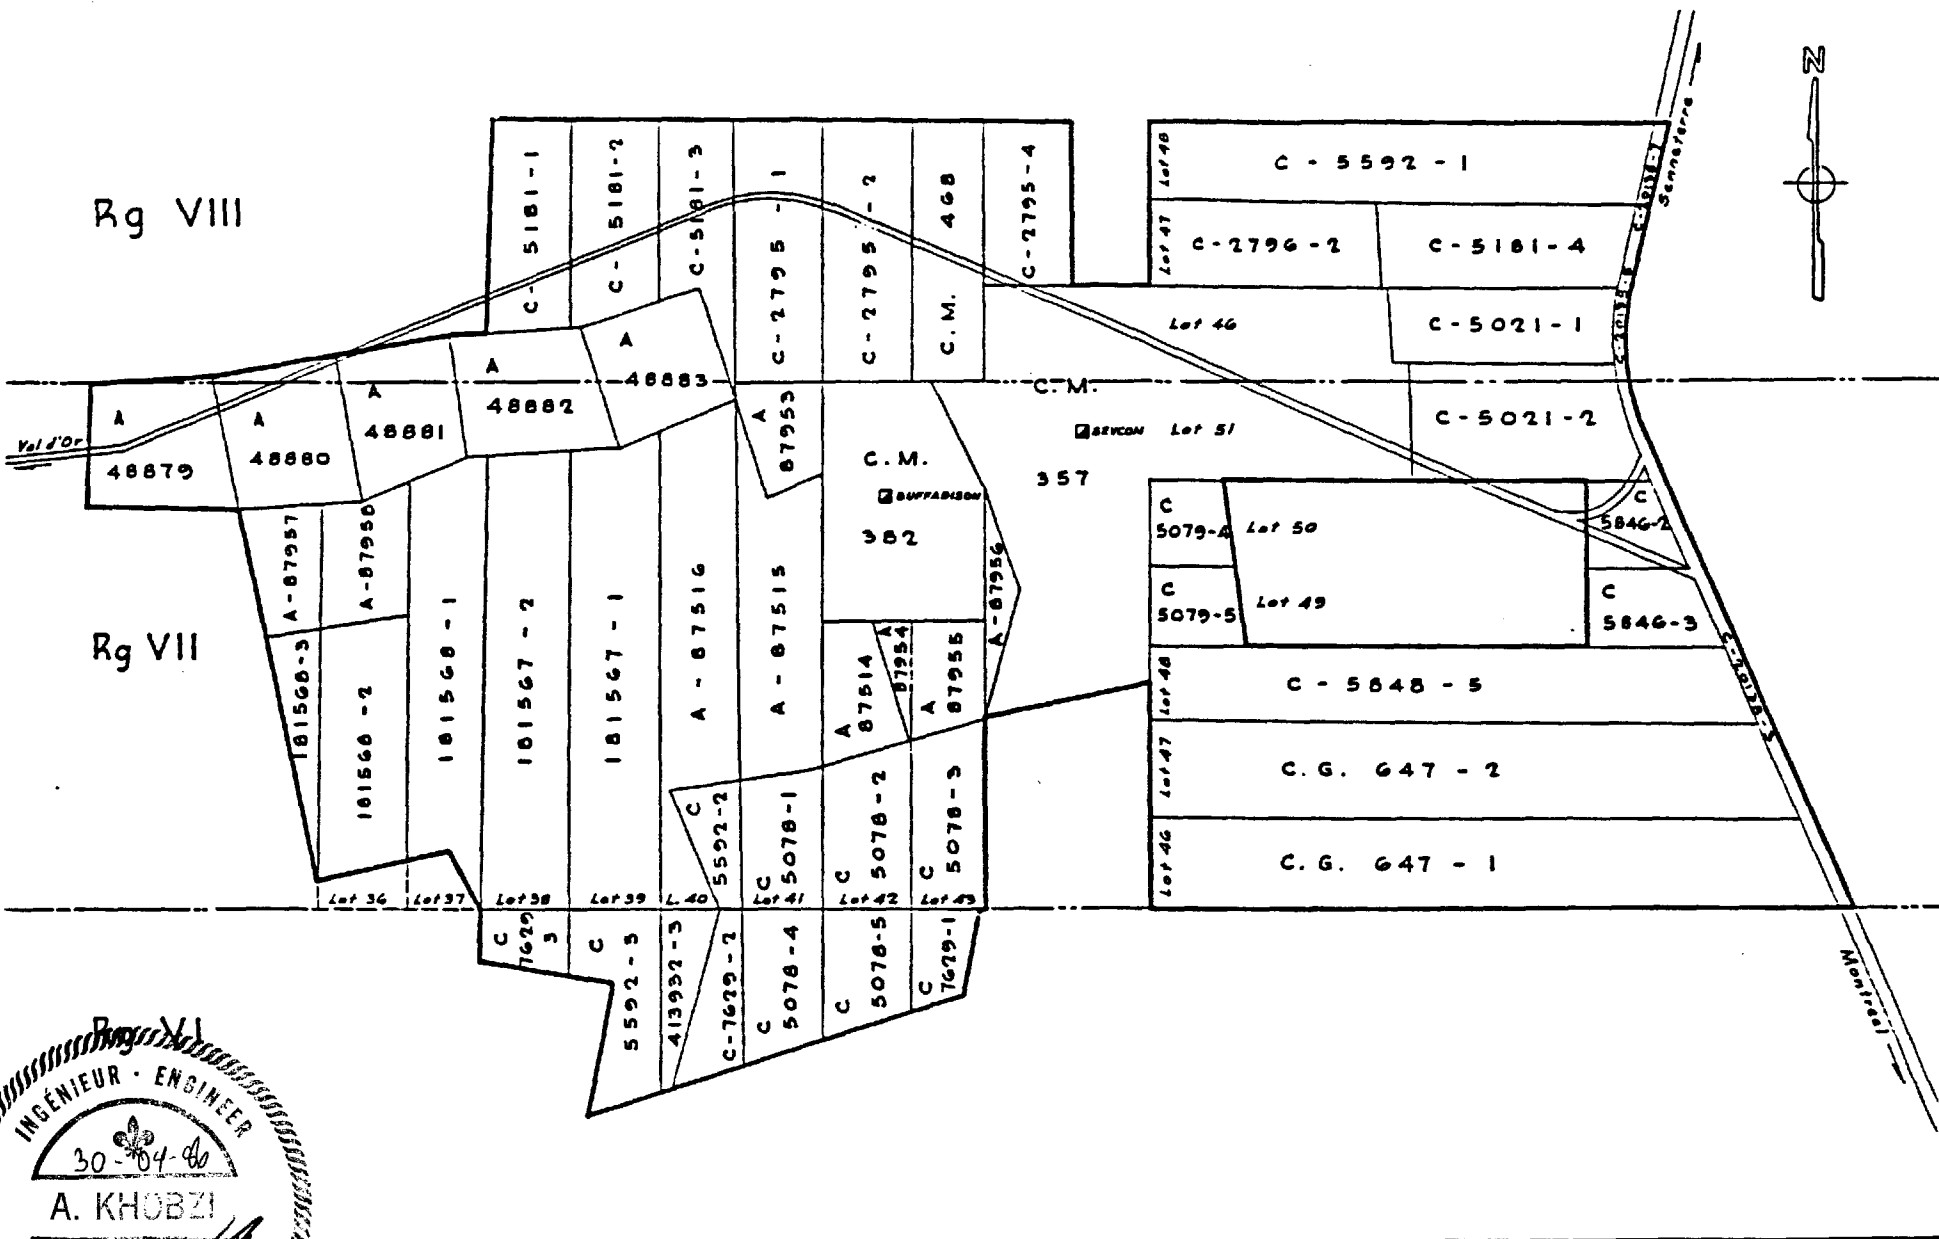 N
Rg VIII
C-5181-1
C-5181-2
C-5181-3
C-2795-1
C-2795-2
C.M. 468
C-2795-4
Lot 48
C-5592-1
Lot 47
C-2796-2
C-5181-4
Senneterre
Lot 46
C-5021-1
C.M.
357
BEVCON
Lot 51
C-5021-2
Val d'Or
A
48879
A
48880
A
48881
A
48882
A
48883
A
87953
C.M.
BUFFADISON
382
C
5079-4
Lot 50
C
5846-2
C
5079-5
Lot 49
C
5846-3
Rg VII
A-87957
A-87958
181568-3
181568-2
181568-1
181567-2
181567-1
A-87516
A-87515
A
87514
A
87954
A
87955
A-87956
Lot 48
C-5848-5
Lot 47
C.G. 647-2
Lot 46
C.G. 647-1
C
5592-2
C
5078-1
C
5078-2
C
5078-3
Lot 36
Lot 37
Lot 38
Lot 39
L. 40
Lot 41
Lot 42
Lot 43
C
7629
3
C
5592-3
413932-3
C-7629-2
C
5078-4
C
5078-5
C
7629-1
Montreal
Rg VI
INGÉNIEUR · ENGINEER
30-04-86
A. KHOBZI